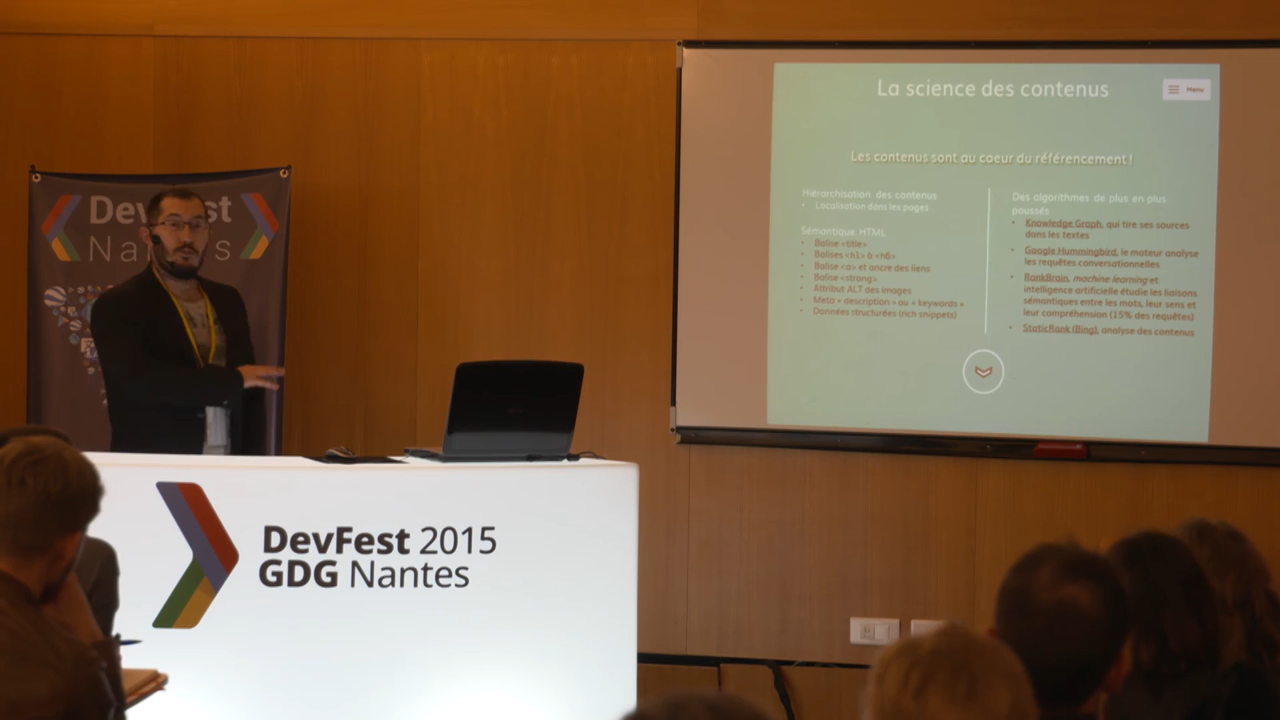 DevFest
Nantes
DevFest 2015
GDG Nantes
La science des contenus
Menu
Les contenus sont au coeur du référencement !
Hiérarchisation des contenus
• Localisation dans les pages
Sémantique HTML
• Balise <title>
• Balises <h1> à <h6>
• Balise <a> et ancre des liens
• Balise <strong>
• Attribut ALT des images
• Meta « description » ou « keywords »
• Données structurées (rich snippets)
Des algorithmes de plus en plus
poussés
• Knowledge Graph, qui tire ses sources
dans les textes
• Google Hummingbird, le moteur analyse
les requêtes conversationnelles
• RankBrain, machine learning et
intelligence artificielle étudie les liaisons
sémantiques entre les mots, leur sens et
leur compréhension (15% des requêtes)
• StaticRank (Bing), analyse des contenus